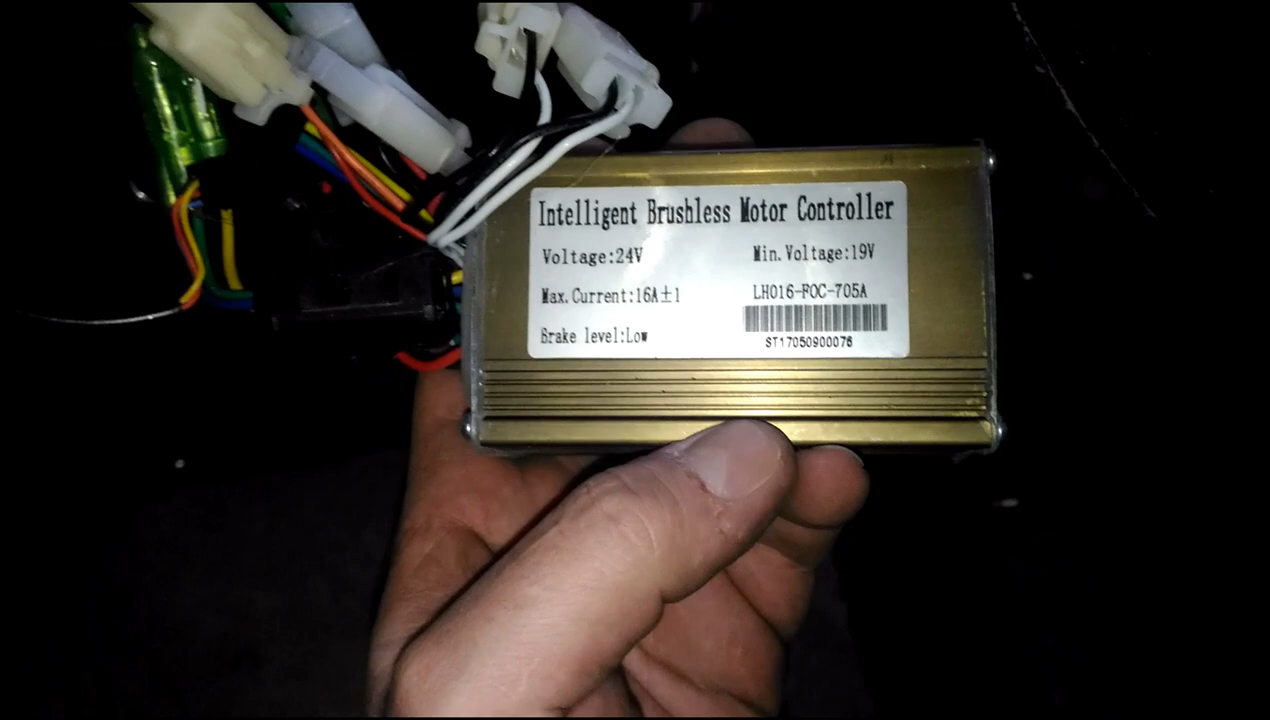 Intelligent Brushless Motor Controller
Voltage:24V Min. Voltage:19V
Max. Current:16A±1 LH016-FOC-705A
Brake level:Low
ST17050900076